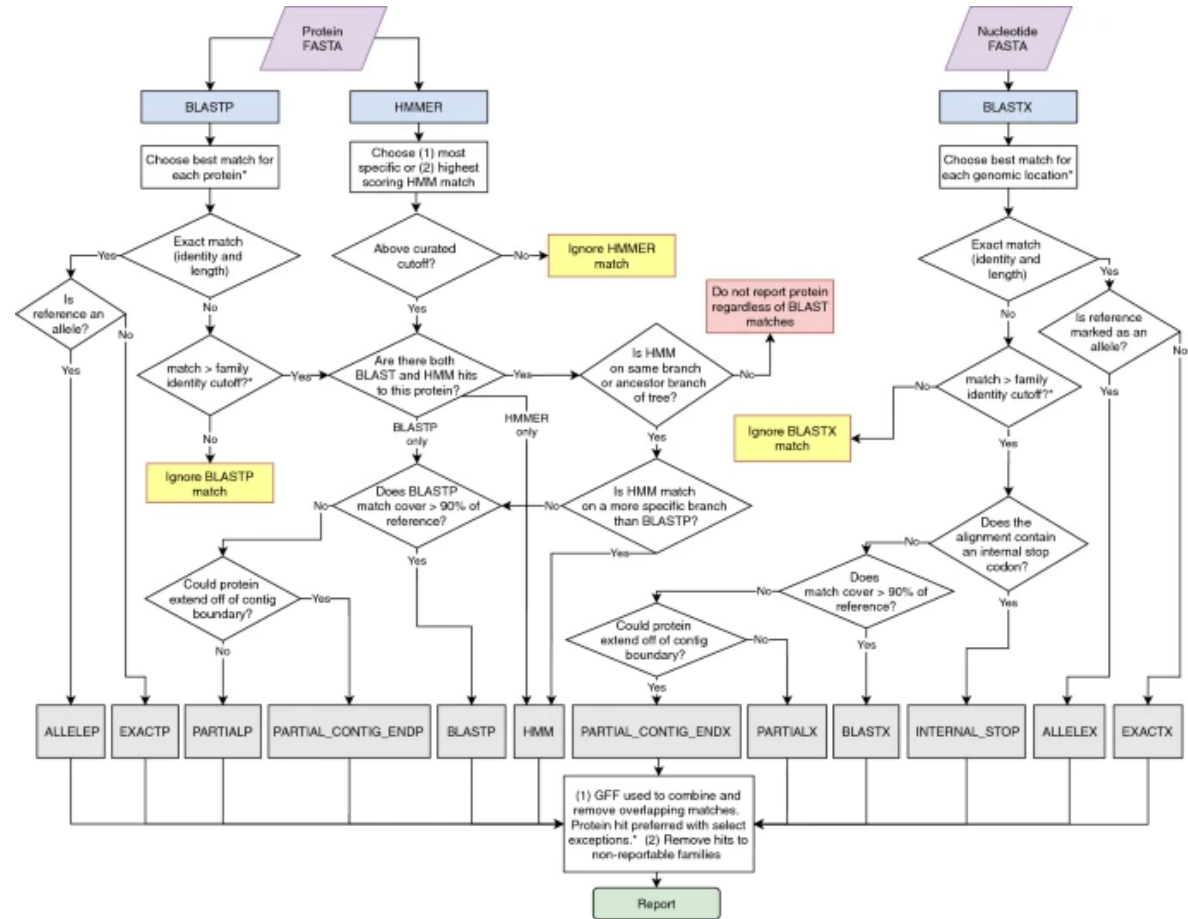 Protein
FASTA
Nucleotide
FASTA
BLASTP
HMMER
BLASTX
Choose best match for
each protein*
Choose (1) most
specific or (2) highest
scoring HMM match
Choose best match for
each genomic location*
Exact match
(identity and
length)
Yes
No
Above curated
cutoff?
No
Yes
Ignore HMMER
match
Exact match
(identity and
length)
Yes
No
Is
reference an
allele?
No
Yes
Do not report protein
regardless of BLAST
matches
Is reference
marked as an
allele?
No
Yes
match > family
identity cutoff?*
Yes
No
Are there both
BLAST and HMM hits
to this protein?
Yes
BLASTP
only
HMMER
only
Is HMM
on same branch
or ancestor branch
of tree?
No
Yes
match > family
identity cutoff?*
No
Yes
Ignore BLASTP
match
Ignore BLASTX
match
Does BLASTP
match cover > 90% of
reference?
No
Yes
Is HMM match
on a more specific branch
than BLASTP?
No
Yes
Does the
alignment contain
an internal stop
codon?
No
Yes
Could protein
extend off of contig
boundary?
Yes
No
Does
match cover > 90% of
reference?
No
Yes
Could protein
extend off of contig
boundary?
No
Yes
ALLELEP
EXACTP
PARTIALP
PARTIAL_CONTIG_ENDP
BLASTP
HMM
PARTIAL_CONTIG_ENDX
PARTIALX
BLASTX
INTERNAL_STOP
ALLELEX
EXACTX
(1) GFF used to combine and
remove overlapping matches.
Protein hit preferred with select
exceptions.* (2) Remove hits to
non-reportable families
Report